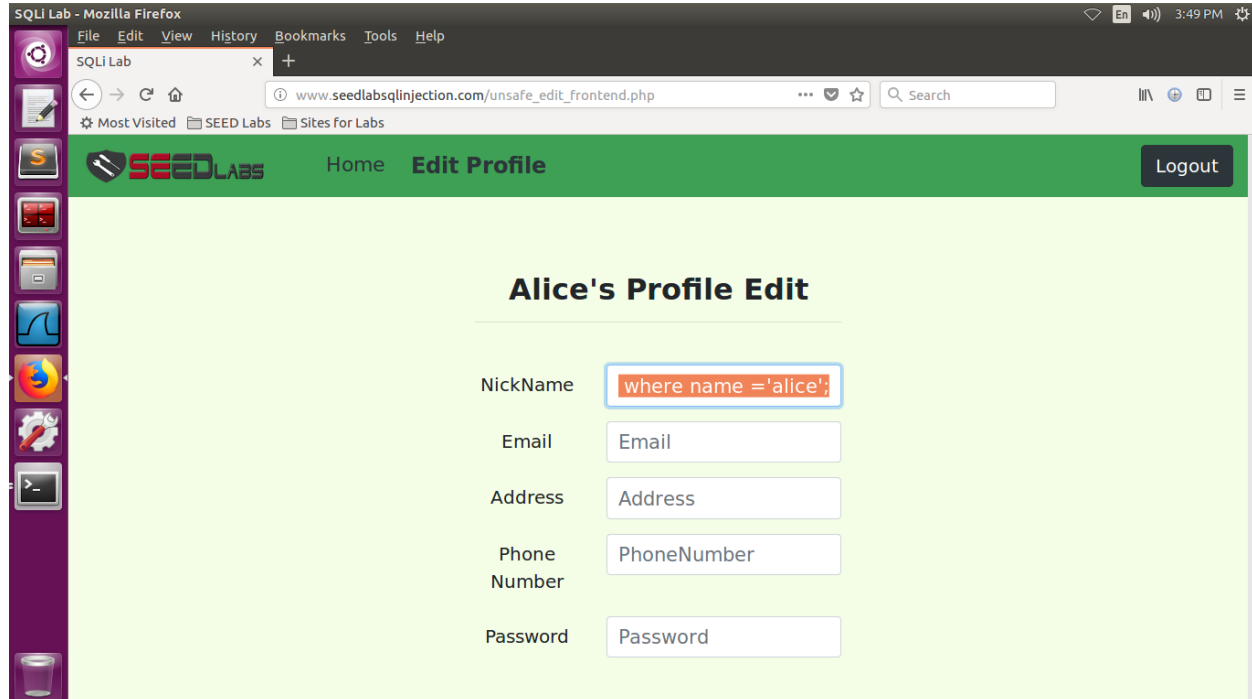 SQLi Lab - Mozilla Firefox
En
3:49 PM
File Edit View History Bookmarks Tools Help
SQLi Lab
www.seedlabsqlinjection.com/unsafe_edit_frontend.php
Search
Most Visited SEED Labs Sites for Labs
SEEDLABS Home Edit Profile Logout
Alice's Profile Edit
NickName where name ='alice';
Email Email
Address Address
Phone
Number
PhoneNumber
Password Password